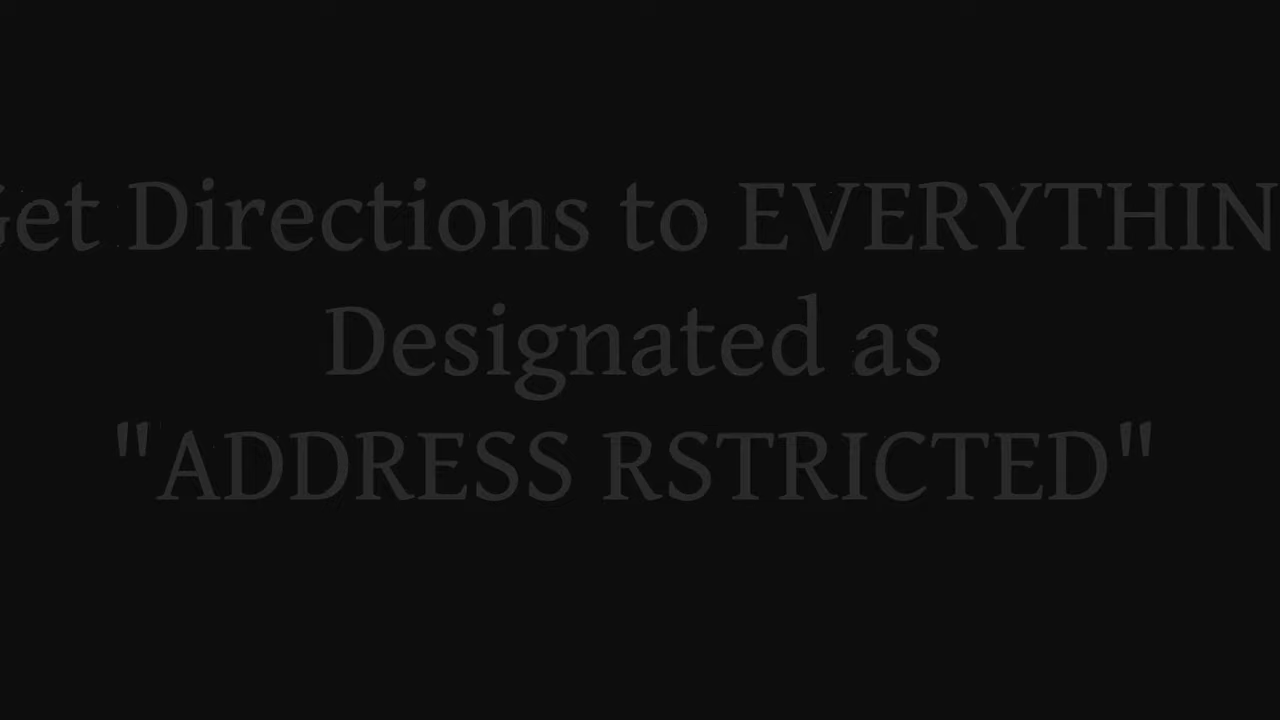 Get Directions to EVERYTHIN
Designated as
"ADDRESS RSTRICTED"